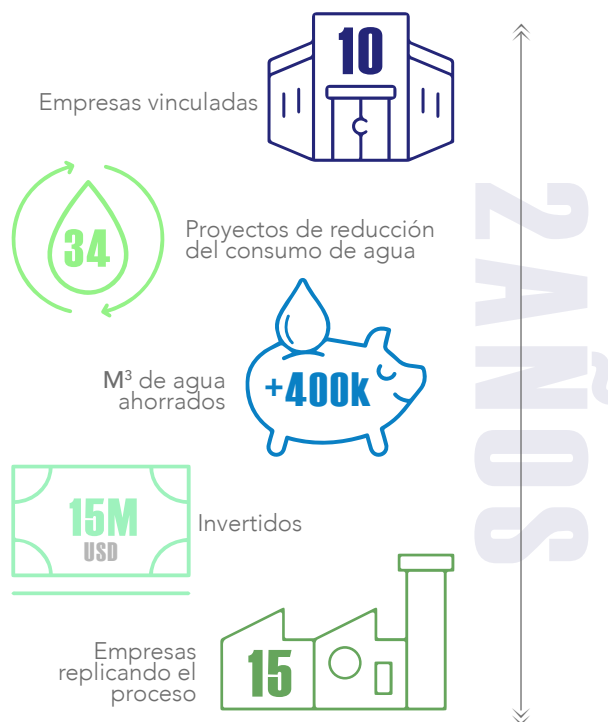 10
Empresas vinculadas
34
Proyectos de reducción
del consumo de agua
M³ de agua
ahorrados
+400k
15M
USD
Invertidos
Empresas
replicando el
proceso
15
2AÑOS